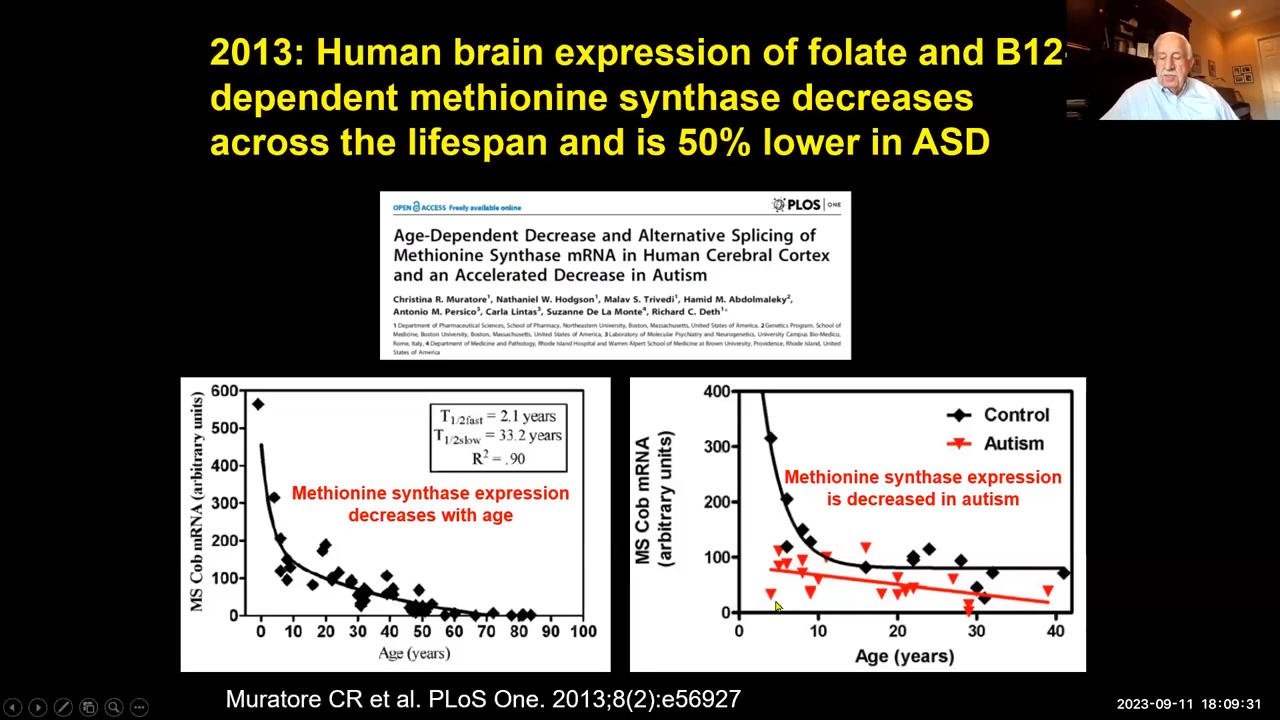 2013: Human brain expression of folate and B12-
dependent methionine synthase decreases
across the lifespan and is 50% lower in ASD
OPEN ACCESS Freely available online
PLOS ONE
Age-Dependent Decrease and Alternative Splicing of
Methionine Synthase mRNA in Human Cerebral Cortex
and an Accelerated Decrease in Autism
Christina R. Muratore1, Nathaniel W. Hodgson1, Malav S. Trivedi1, Hamid M. Abdolmaleky2,
Antonio M. Persico3, Carla Lintas3, Suzanne De La Monte4, Richard C. Deth1*
1 Department of Pharmaceutical Sciences, School of Pharmacy, Northeastern University, Boston, Massachusetts, United States of America, 2 Genetics Program, School of
Medicine, Boston University, Boston, Massachusetts, United States of America, 3 Laboratory of Molecular Psychiatry and Neurogenetics, University Campus Bio-Medico,
Rome, Italy, 4 Department of Medicine and Pathology, Rhode Island Hospital and Warren Alpert School of Medicine at Brown University, Providence, Rhode Island, United
States of America
MS Cob mRNA (arbitrary units)
600
500
400
300
200
100
0
T1/2fast = 2.1 years
T1/2slow = 33.2 years
R2 = .90
Methionine synthase expression
decreases with age
0 10 20 30 40 50 60 70 80 90 100
Age (years)
MS Cob mRNA
(arbitrary units)
400
300
200
100
0
Control
Autism
Methionine synthase expression
is decreased in autism
0 10 20 30 40
Age (years)
Muratore CR et al. PLoS One. 2013;8(2):e56927
2023-09-11 18:09:31